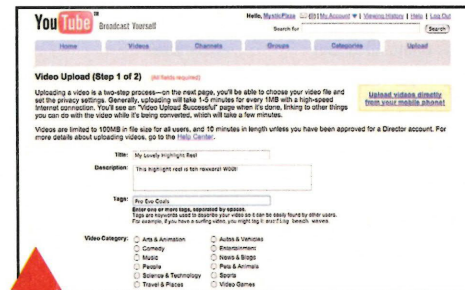 You Tube™ Broadcast Yourself
Hello, MysticPlaza (0) | My Account ▼ | Viewing History | Help | Log Out
Search for Search
Home Videos Channels Groups Categories Upload
Video Upload (Step 1 of 2) (All fields required)
Uploading a video is a two-step process—on the next page, you'll be able to choose your video file and
set the privacy settings. Generally, uploading will take 1-5 minutes for every 1MB with a high-speed
Internet connection. You'll see an "Video Upload Successful" page when it's done, linking to other things
you can do with the video while it's being converted, which will take a few minutes.
Upload videos directly
from your mobile phone!
Videos are limited to 100MB in file size for all users, and 10 minutes in length unless you have been approved for a Director account. For
more details about uploading videos, go to the Help Center.
Title: My Lovely Highlight Reel
Description: This highlight reel is teh rawxarz! W00t!
Tags: Pro Evo Goals
Enter one or more tags, separated by spaces.
Tags are keywords used to describe your video so it can be easily found by other users.
For example, if you have a surfing video, you might tag it: surfing beach waves.
Video Category: Arts & Animation Autos & Vehicles
Comedy Entertainment
Music News & Blogs
People Pets & Animals
Science & Technology Sports
Travel & Places Video Games